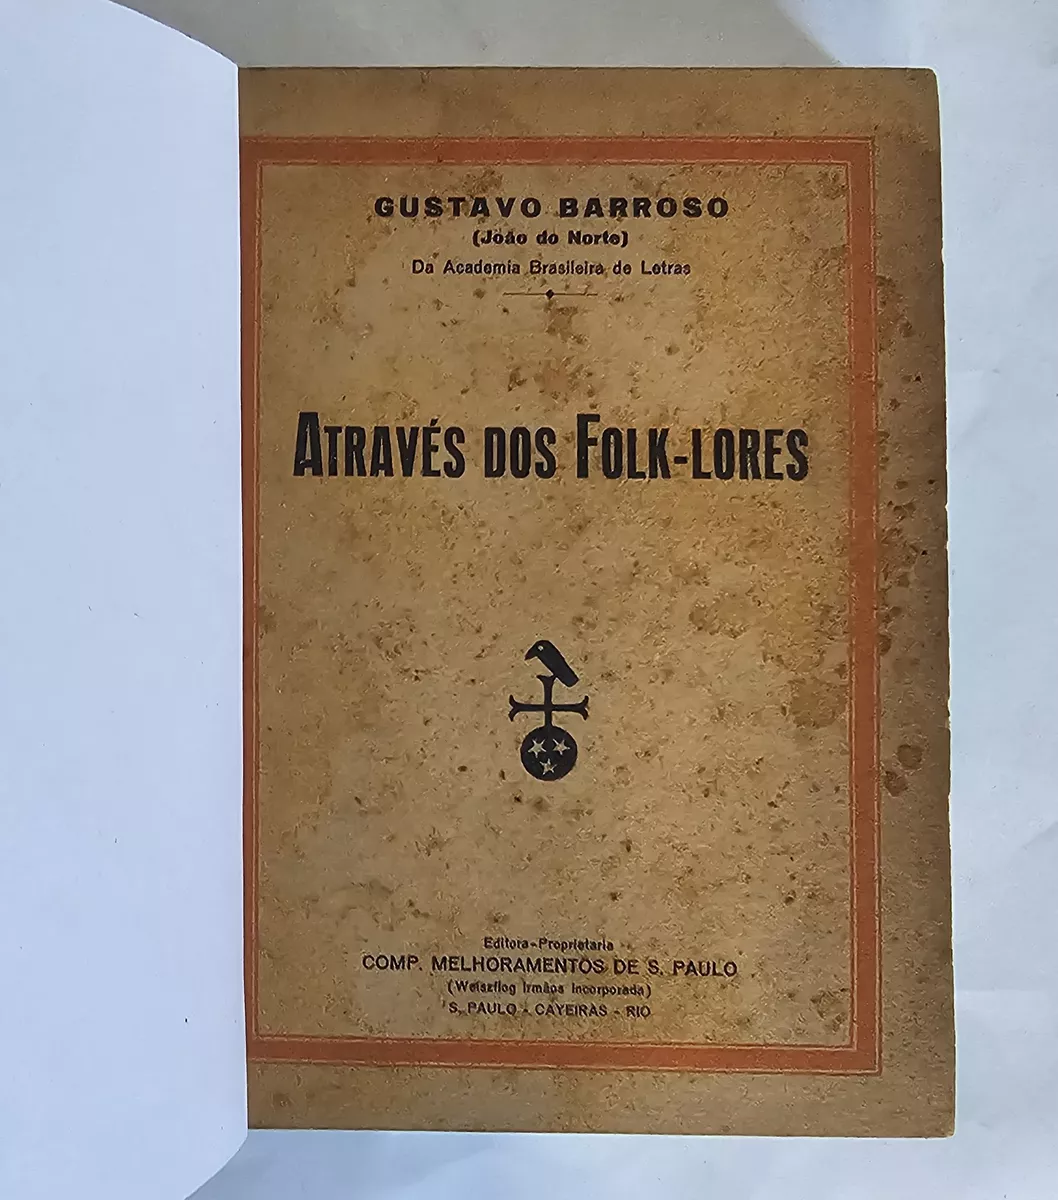 GUSTAVO BARROSO
(João do Norte)
Da Academia Brasileira de Letras
ATRAVÉS DOS FOLK-LORES
Editora-Proprietaria
COMP. MELHORAMENTOS DE S. PAULO
(Weiszflog Irmãos incorporada)
S. PAULO - CAYEIRAS - RIO